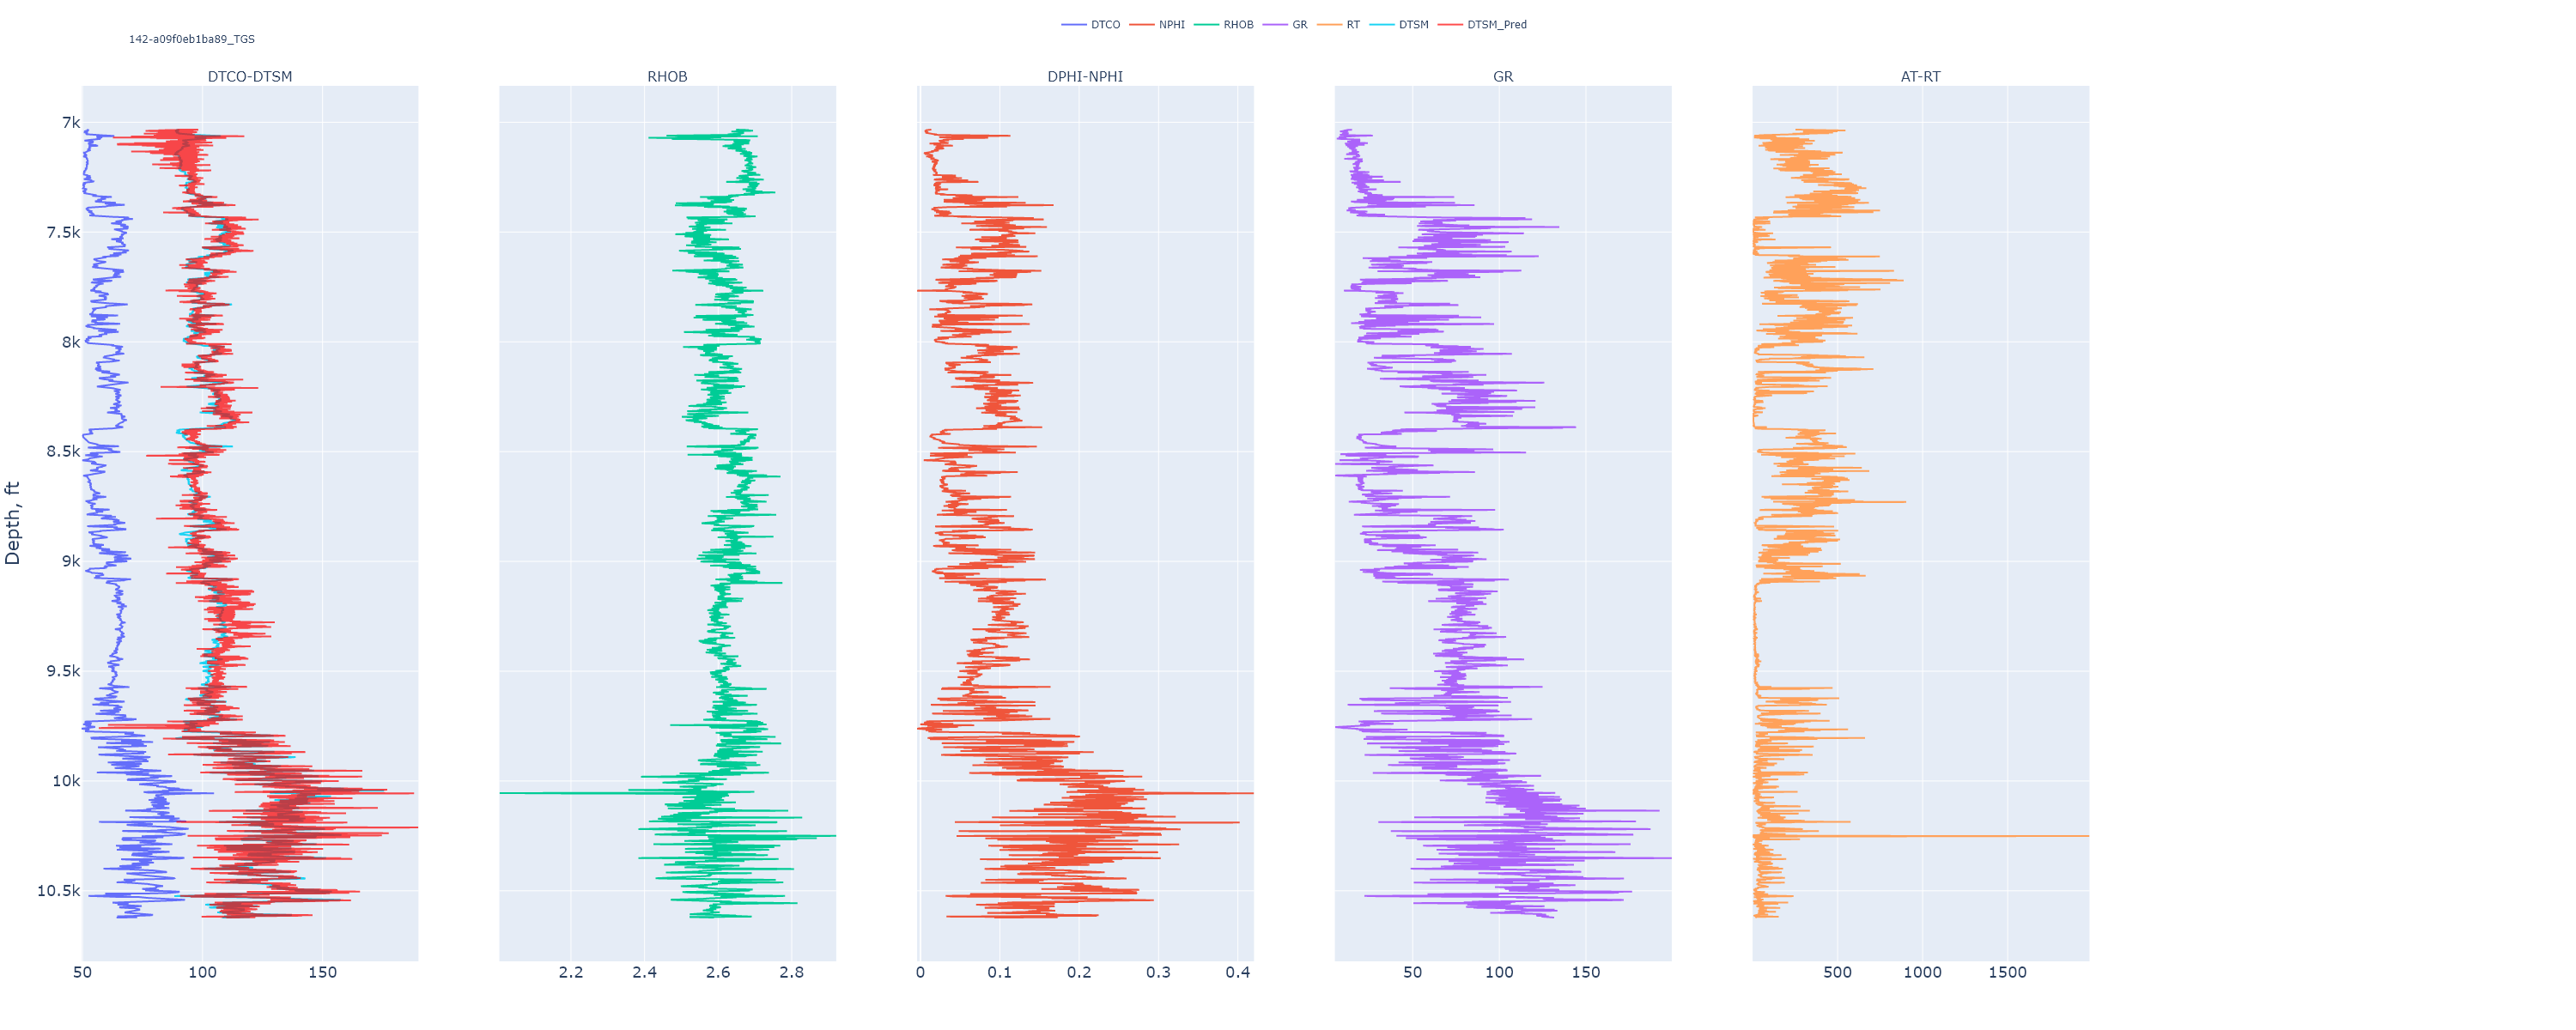 DTCO NPHI RHOB GR RT DTSM DTSM_Pred
142-a09f0eb1ba89_TGS
DTCO-DTSM RHOB DPHI-NPHI GR AT-RT
7k
7.5k
8k
8.5k
Depth, ft
9k
9.5k
10k
10.5k
50 100 150 2.2 2.4 2.6 2.8 0 0.1 0.2 0.3 0.4 50 100 150 500 1000 1500